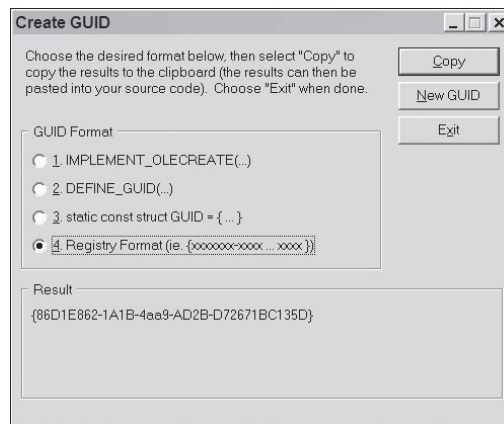 Create GUID
Choose the desired format below, then select "Copy" to
copy the results to the clipboard (the results can then be
pasted into your source code). Choose "Exit" when done.
Copy
New GUID
Exit
GUID Format
1. IMPLEMENT_OLECREATE(...)
2. DEFINE_GUID(...)
3. static const struct GUID = { ... }
4. Registry Format (ie. {xxxxxxx-xxxx ... xxxx })
Result
{86D1E862-1A1B-4aa9-AD2B-D72671BC135D}